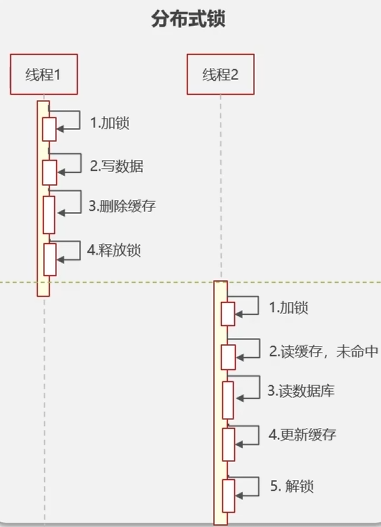 分布式锁
线程1
线程2
1.加锁
2.写数据
3.删除缓存
4.释放锁
1.加锁
2.读缓存，未命中
3.读数据库
4.更新缓存
5. 解锁